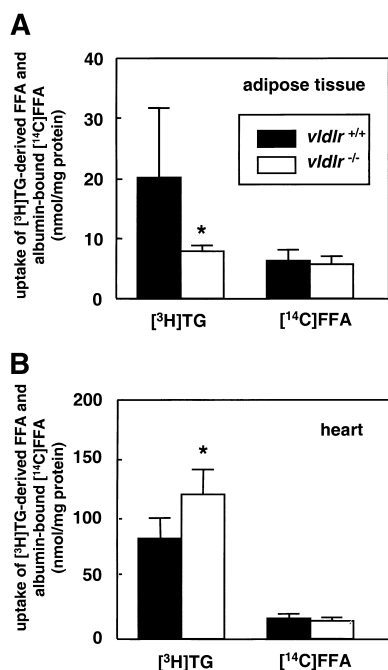 A
uptake of [³H]TG-derived FFA and
albumin-bound [¹⁴C]FFA
(nmol/mg protein)
40
30
20
10
0
adipose tissue
vldlr +/+
vldlr -/-
*
[³H]TG
[¹⁴C]FFA
B
uptake of [³H]TG-derived FFA and
albumin-bound [¹⁴C]FFA
(nmol/mg protein)
200
150
100
50
0
heart
*
[³H]TG
[¹⁴C]FFA